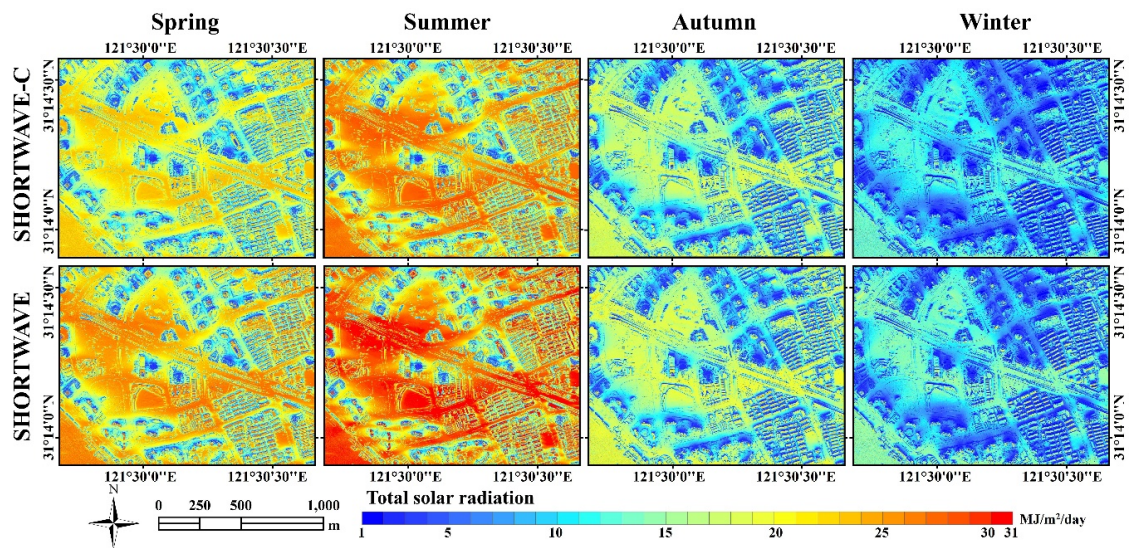 Spring Summer Autumn Winter
121°30'0"E 121°30'30"E 121°30'0"E 121°30'30"E 121°30'0"E 121°30'30"E 121°30'0"E 121°30'30"E
SHORTWAVE-C
31°14'30"N
31°14'0"N
31°14'30"N
31°14'0"N
SHORTWAVE
31°14'30"N
31°14'0"N
31°14'30"N
31°14'0"N
121°30'0"E 121°30'30"E 121°30'0"E 121°30'30"E 121°30'0"E 121°30'30"E 121°30'0"E 121°30'30"E
N
0 250 500 1,000
m
Total solar radiation
MJ/m²/day
1 5 10 15 20 25 30 31